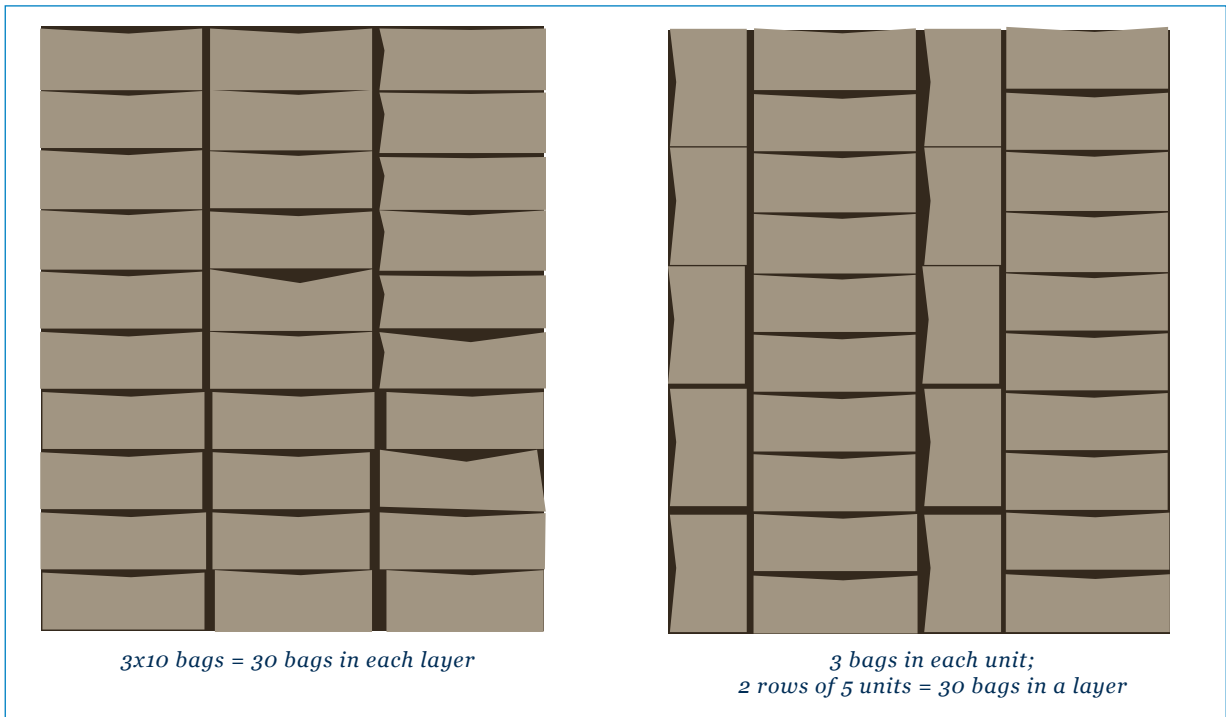 3x10 bags = 30 bags in each layer
3 bags in each unit;
2 rows of 5 units = 30 bags in a layer